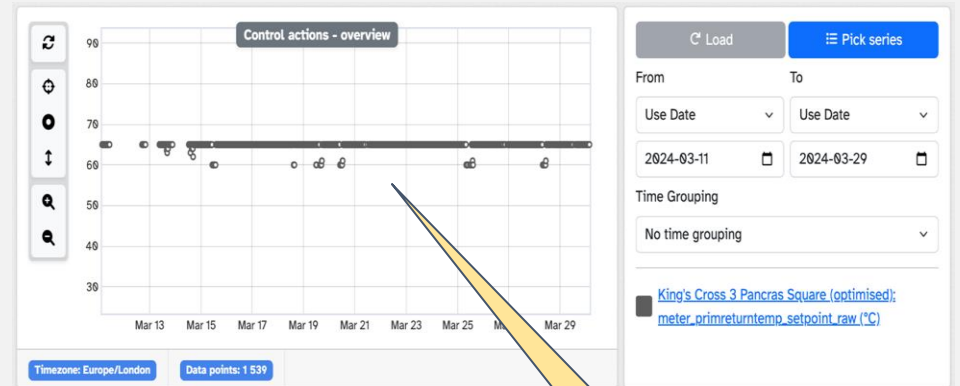 Control actions - overview
90
80
70
60
50
40
30
Mar 13 Mar 15 Mar 17 Mar 19 Mar 21 Mar 23 Mar 25 Mar 29
Timezone: Europe/London Data points: 1 539
Load Pick series
From To
Use Date Use Date
2024-03-11 2024-03-29
Time Grouping
No time grouping
King's Cross 3 Pancras Square (optimised):
meter_primreturntemp_setpoint_raw (°C)